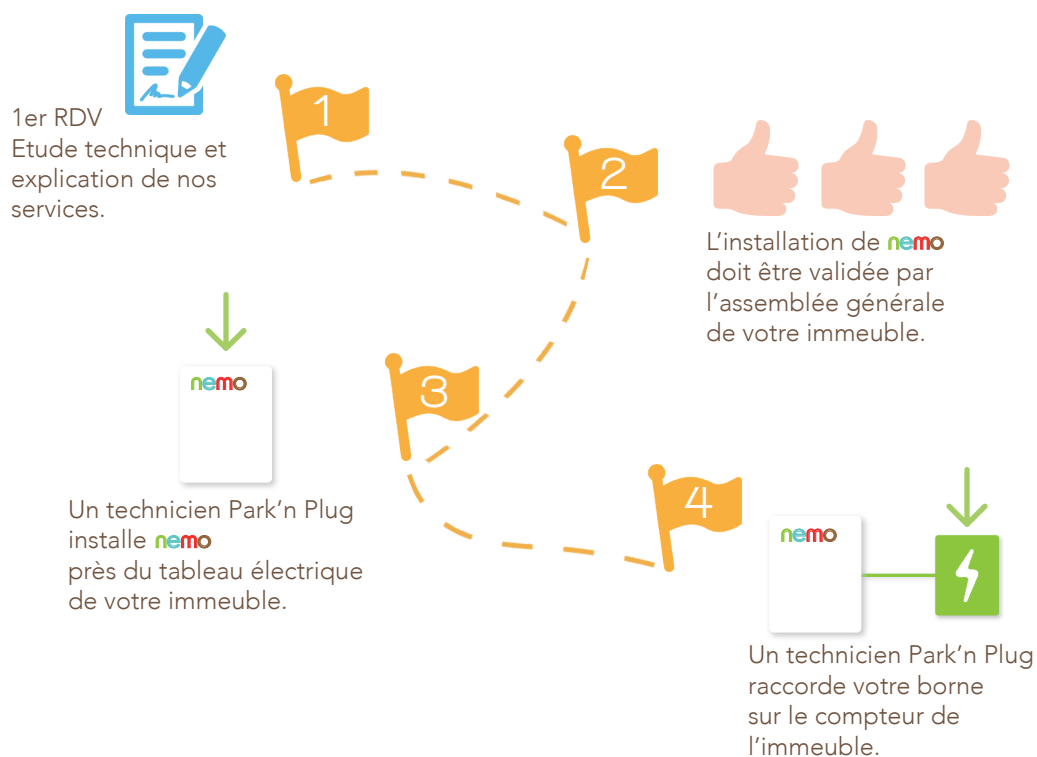 1
1er RDV
Etude technique et
explication de nos
services.
2
L'installation de nemo
doit être validée par
l'assemblée générale
de votre immeuble.
3
nemo
Un technicien Park'n Plug
installe nemo
près du tableau électrique
de votre immeuble.
4
nemo
Un technicien Park'n Plug
raccorde votre borne
sur le compteur de
l'immeuble.